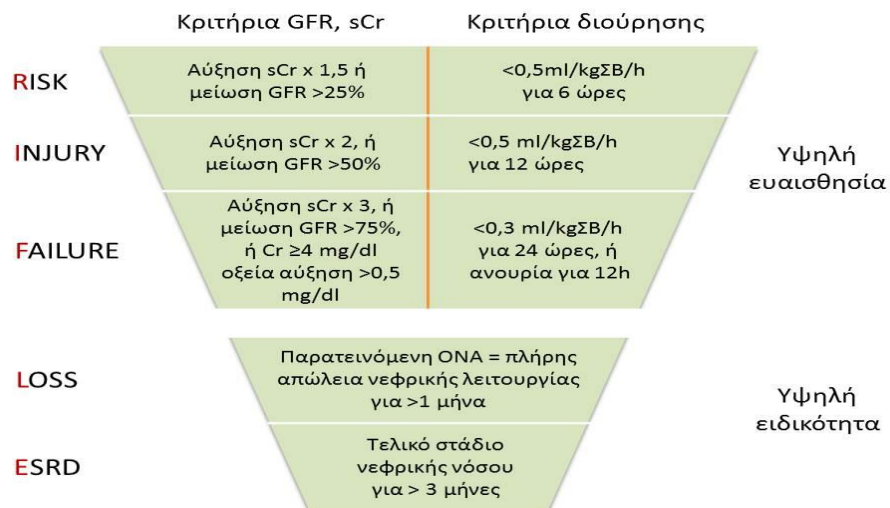 Κριτήρια GFR, sCr
Κριτήρια διούρησης
RISK
Αύξηση sCr x 1,5 ή
μείωση GFR >25%
<0,5ml/kgΣΒ/h
για 6 ώρες
INJURY
Αύξηση sCr x 2, ή
μείωση GFR >50%
<0,5 ml/kgΣΒ/h
για 12 ώρες
Υψηλή
ευαισθησία
FAILURE
Αύξηση sCr x 3, ή
μείωση GFR >75%,
ή Cr ≥4 mg/dl
οξεία αύξηση >0,5
mg/dl
<0,3 ml/kgΣΒ/h
για 24 ώρες, ή
ανουρία για 12h
LOSS
Παρατεινόμενη ΟΝΑ = πλήρης
απώλεια νεφρικής λειτουργίας
για >1 μήνα
Υψηλή
ειδικότητα
ESRD
Τελικό στάδιο
νεφρικής νόσου
για > 3 μήνες